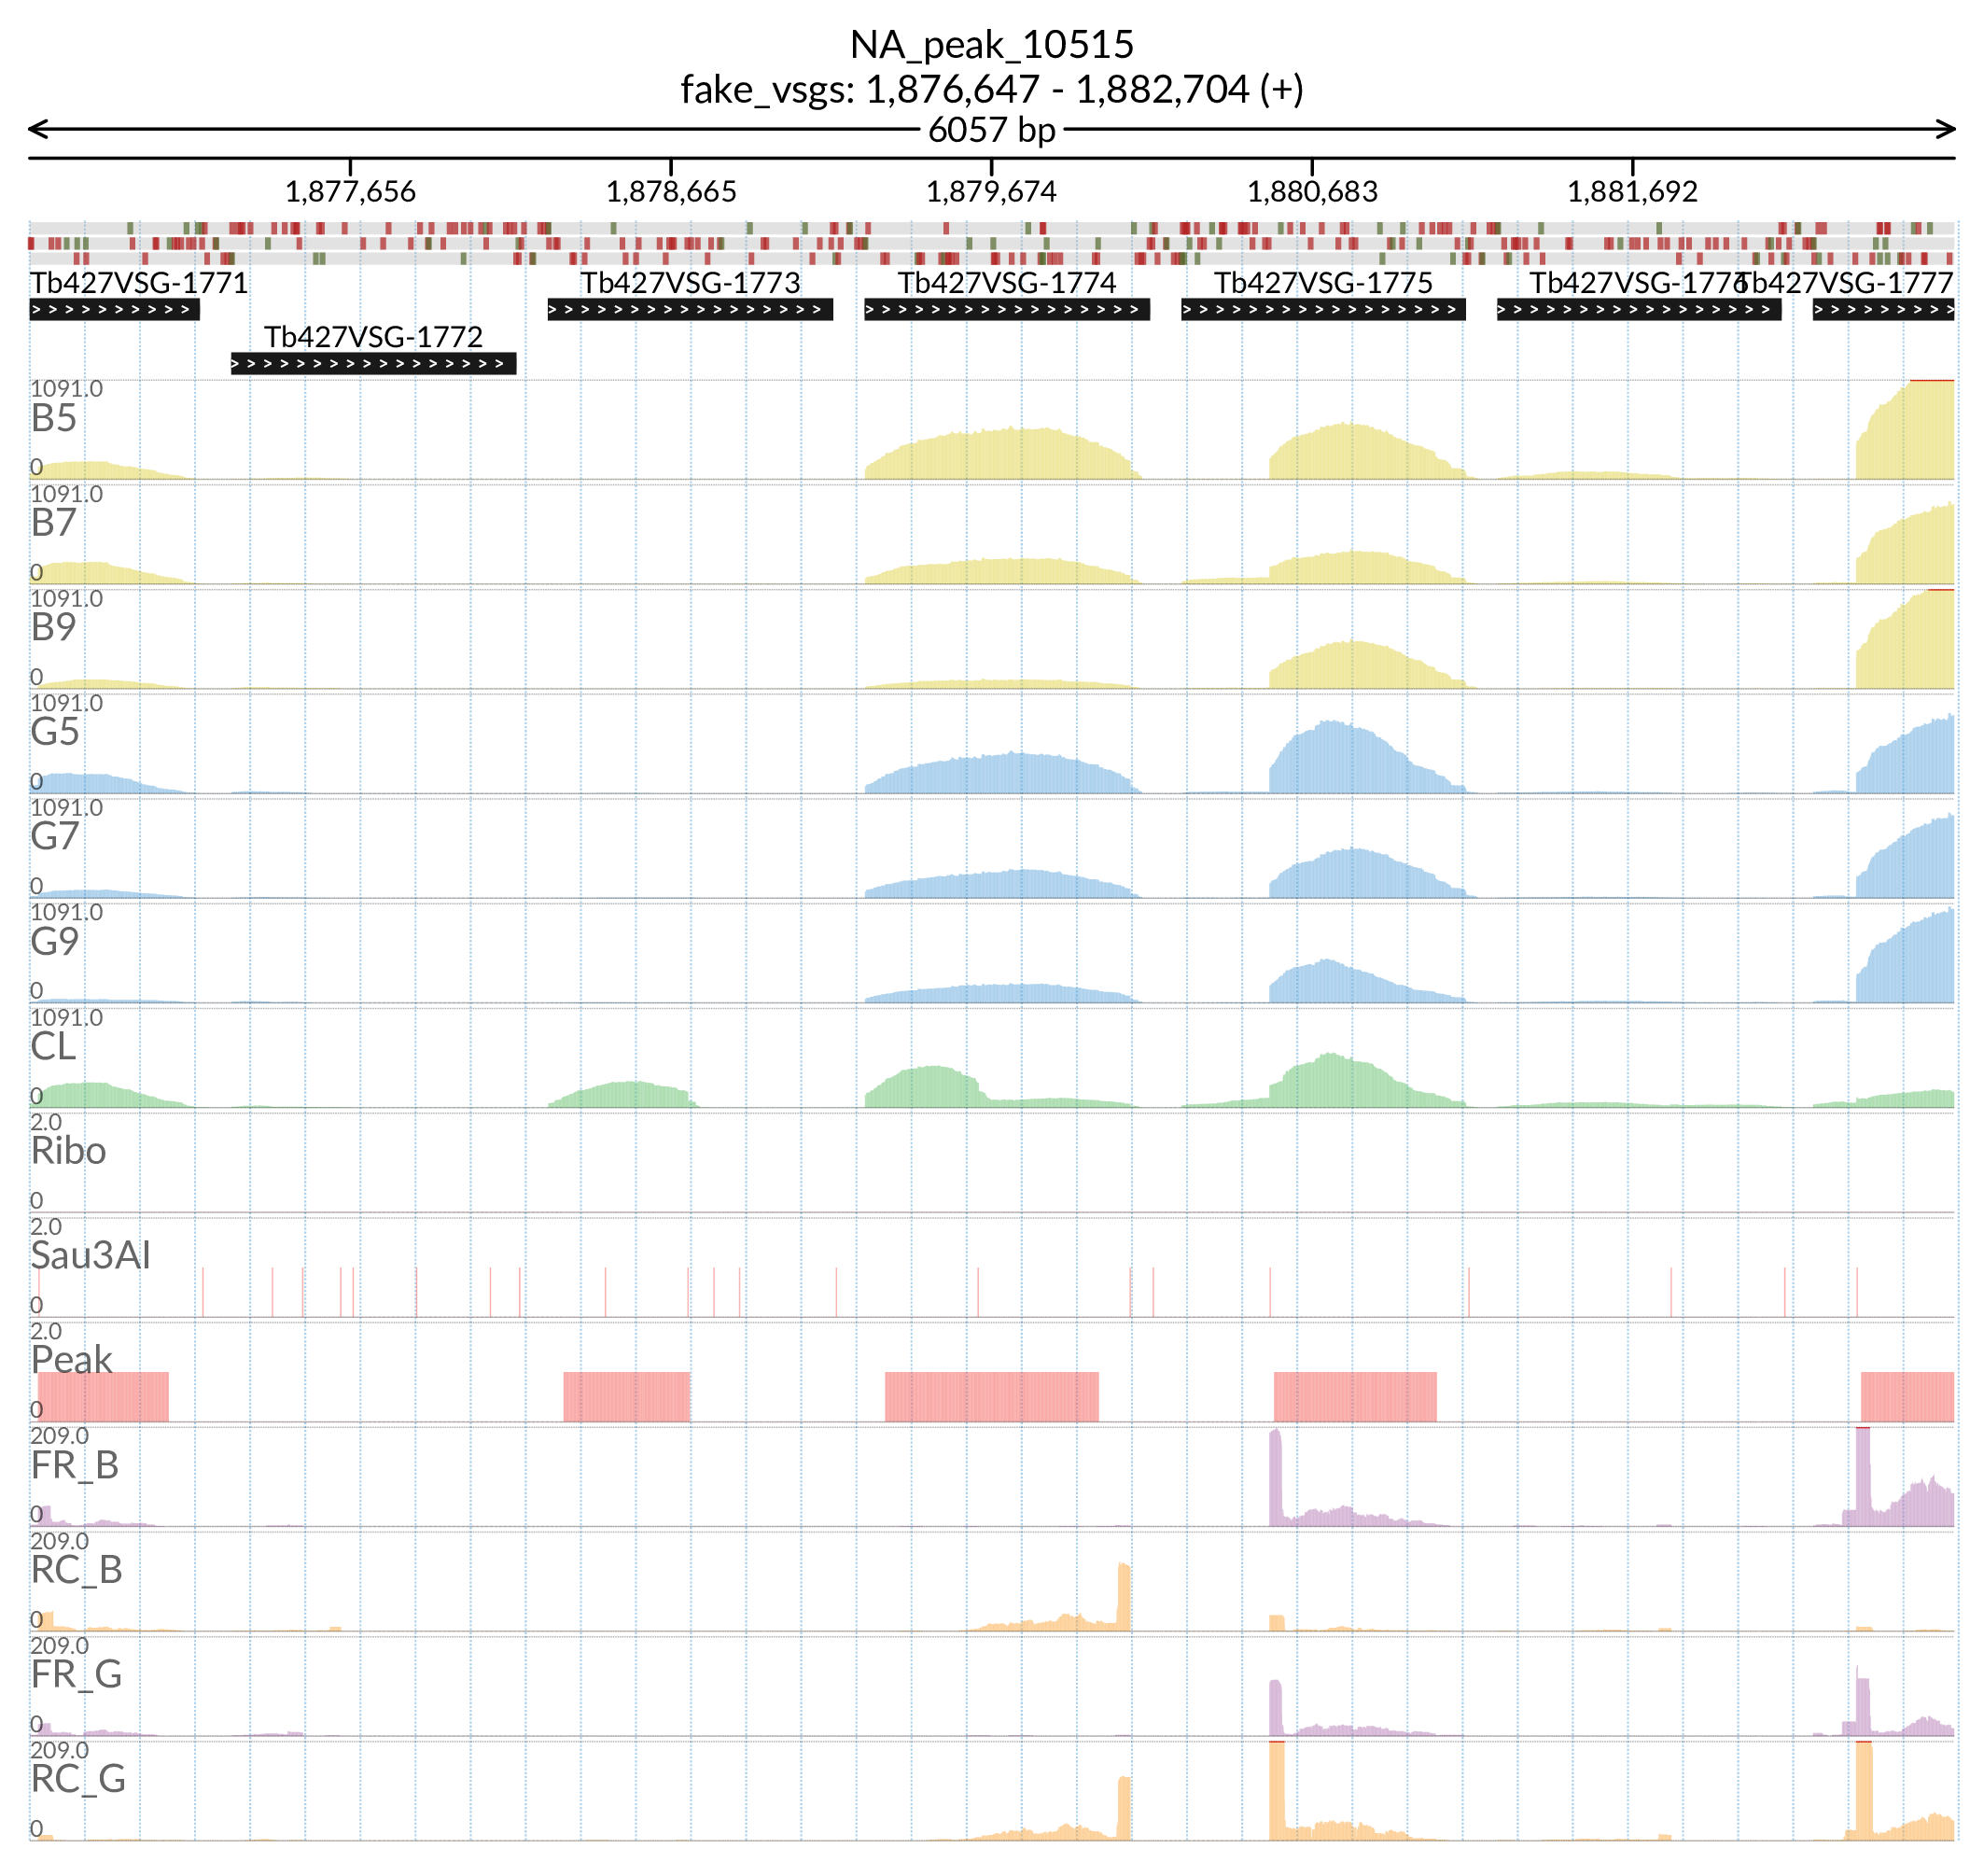 NA_peak_10515
fake_vsgs: 1,876,647 - 1,882,704 (+)
6057 bp
1,877,656 1,878,665 1,879,674 1,880,683 1,881,692
Tb427VSG-1771 Tb427VSG-1773 Tb427VSG-1774 Tb427VSG-1775 Tb427VSG-1776 Tb427VSG-1777
Tb427VSG-1772
1091.0
B5
0
1091.0
B7
0
1091.0
B9
0
1091.0
G5
0
1091.0
G7
0
1091.0
G9
0
1091.0
CL
0
2.0
Ribo
0
2.0
Sau3AI
0
2.0
Peak
0
209.0
FR_B
0
209.0
RC_B
0
209.0
FR_G
0
209.0
RC_G
0